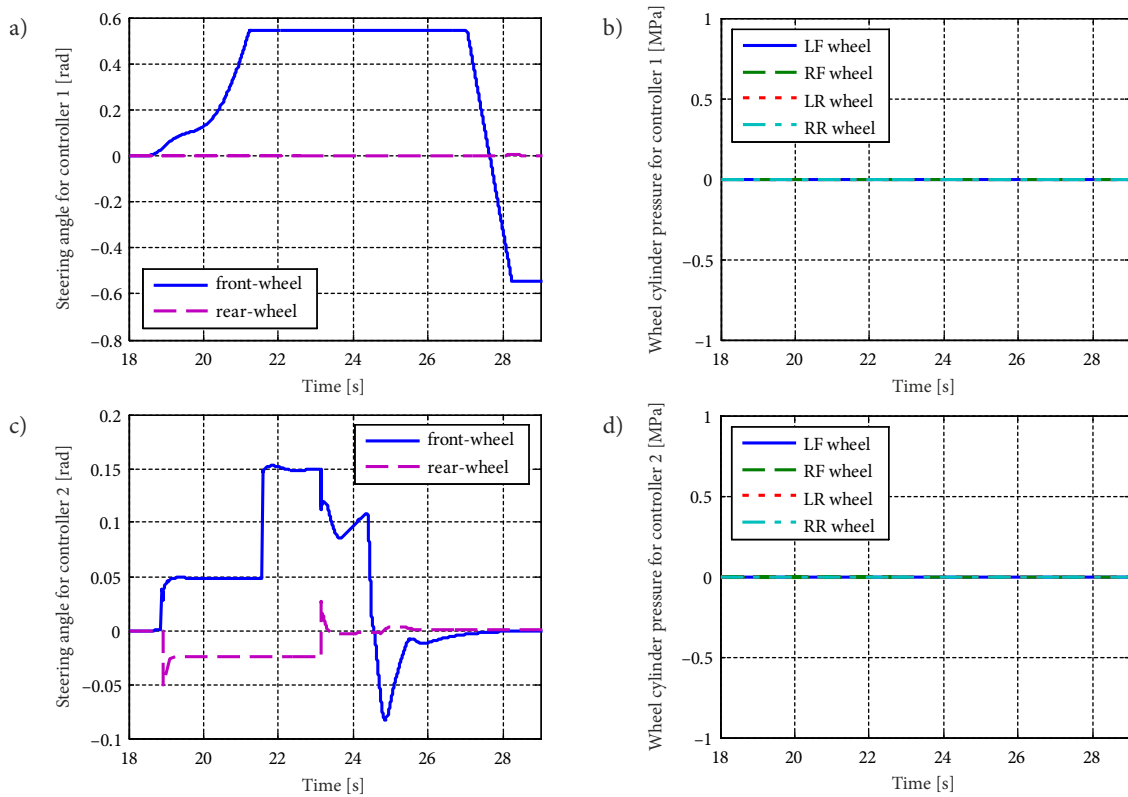 a)
Steering angle for controller 1 [rad]
0.6
0.4
0.2
0
−0.2
−0.4
−0.6
−0.8
front-wheel
rear-wheel
18 20 22 24 26 28
Time [s]
b)
Wheel cylinder pressure for controller 1 [MPa]
1
0.5
0
−0.5
−1
LF wheel
RF wheel
LR wheel
RR wheel
18 20 22 24 26 28
Time [s]
c)
Steering angle for controller 2 [rad]
0.2
0.15
0.1
0.05
0
−0.05
−0.1
front-wheel
rear-wheel
18 20 22 24 26 28
Time [s]
d)
Wheel cylinder pressure for controller 2 [MPa]
1
0.5
0
−0.5
−1
LF wheel
RF wheel
LR wheel
RR wheel
18 20 22 24 26 28
Time [s]